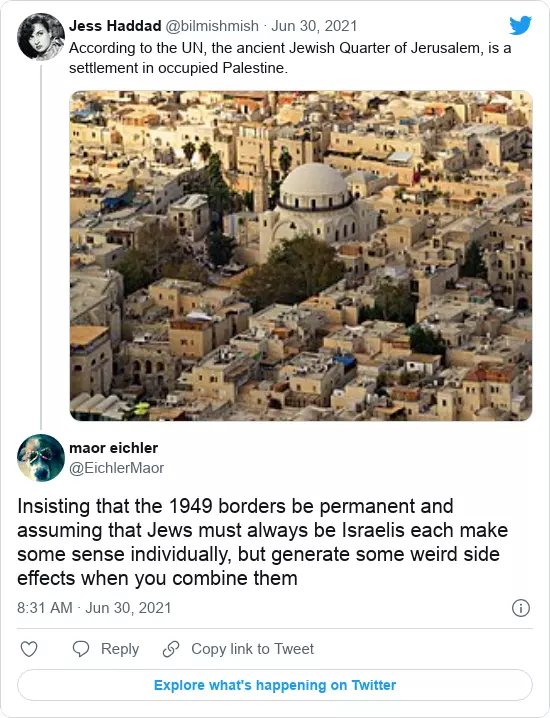 Jess Haddad @bilmishmish · Jun 30, 2021
According to the UN, the ancient Jewish Quarter of Jerusalem, is a
settlement in occupied Palestine.
maor eichler
@EichlerMaor
Insisting that the 1949 borders be permanent and
assuming that Jews must always be Israelis each make
some sense individually, but generate some weird side
effects when you combine them
8:31 AM · Jun 30, 2021
Reply Copy link to Tweet
Explore what's happening on Twitter